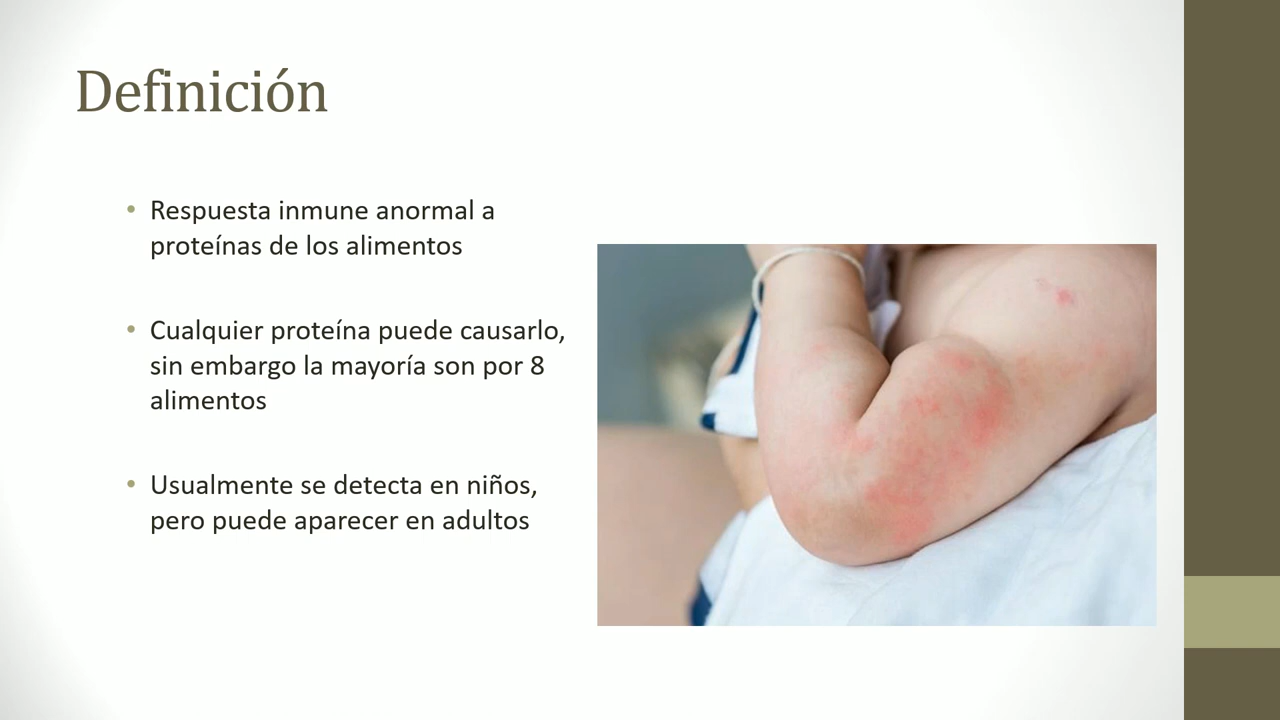 Definición
• Respuesta inmune anormal a
proteínas de los alimentos
• Cualquier proteína puede causarlo,
sin embargo la mayoría son por 8
alimentos
• Usualmente se detecta en niños,
pero puede aparecer en adultos